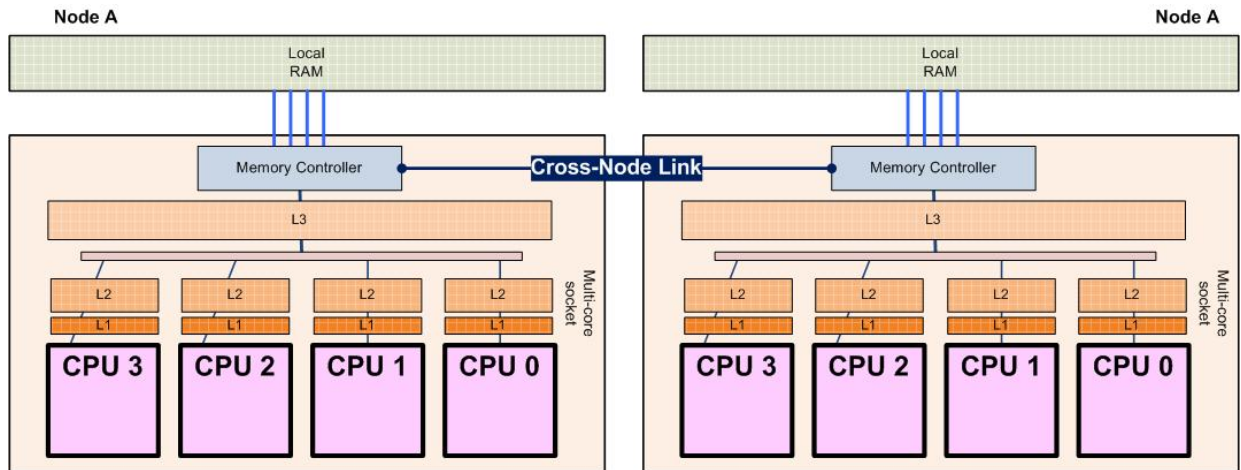 Node A
Node A
Local
RAM
Local
RAM
Memory Controller
Cross-Node Link
Memory Controller
L3
L3
L2
L2
L2
L2
Multi-core
socket
L2
L2
L2
L2
Multi-core
socket
L1
L1
L1
L1
L1
L1
L1
L1
CPU 3
CPU 2
CPU 1
CPU 0
CPU 3
CPU 2
CPU 1
CPU 0